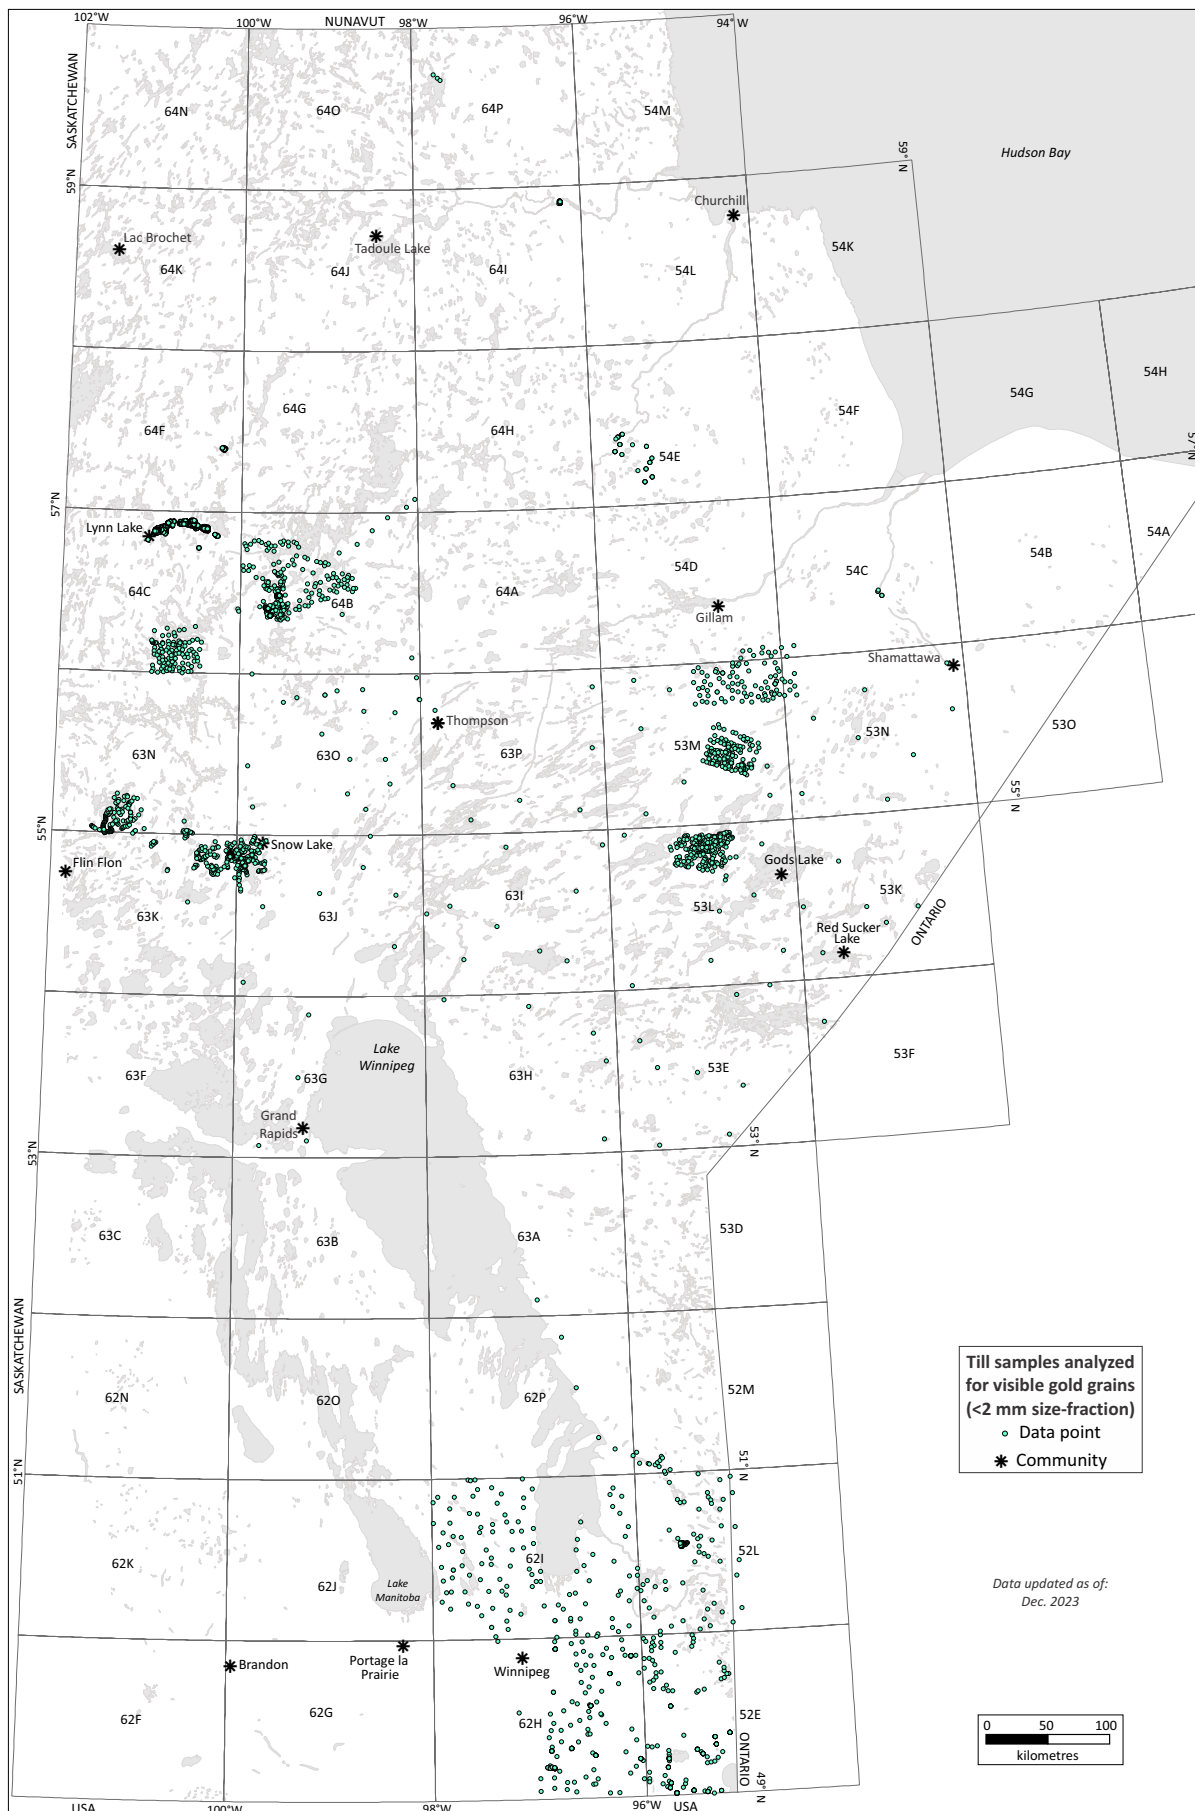 102°W
100°W
NUNAVUT
98°W
96°W
94°W
SASKATCHEWAN
64N
64O
64P
54M
Hudson Bay
59°N
59° N
Churchill
Lac Brochet
Tadoule Lake
64K
64J
64I
54L
54K
54H
54G
64F
64G
64H
54E
54F
57°N
57°N
Lynn Lake
54A
54B
64C
64B
64A
54D
54C
Gillam
Shamattawa
Thompson
63N
63O
63P
53M
53N
53O
55°N
55° N
Flin Flon
Snow Lake
Gods Lake
63K
63J
63I
53L
53K
Red Sucker
Lake
ONTARIO
Lake
Winnipeg
63F
63G
63H
53E
53F
Grand
Rapids
53°N
53° N
63C
63B
63A
53D
SASKATCHEWAN
62N
62O
62P
52M
Till samples analyzed
for visible gold grains
(<2 mm size-fraction)
Data point
Community
51°N
51° N
62K
62J
Lake
Manitoba
62I
52L
Data updated as of:
Dec. 2023
Brandon
Portage la
Prairie
Winnipeg
62F
62G
62H
52E
ONTARIO
49° N
0 50 100
kilometres
USA
100°W
98°W
96°W
USA